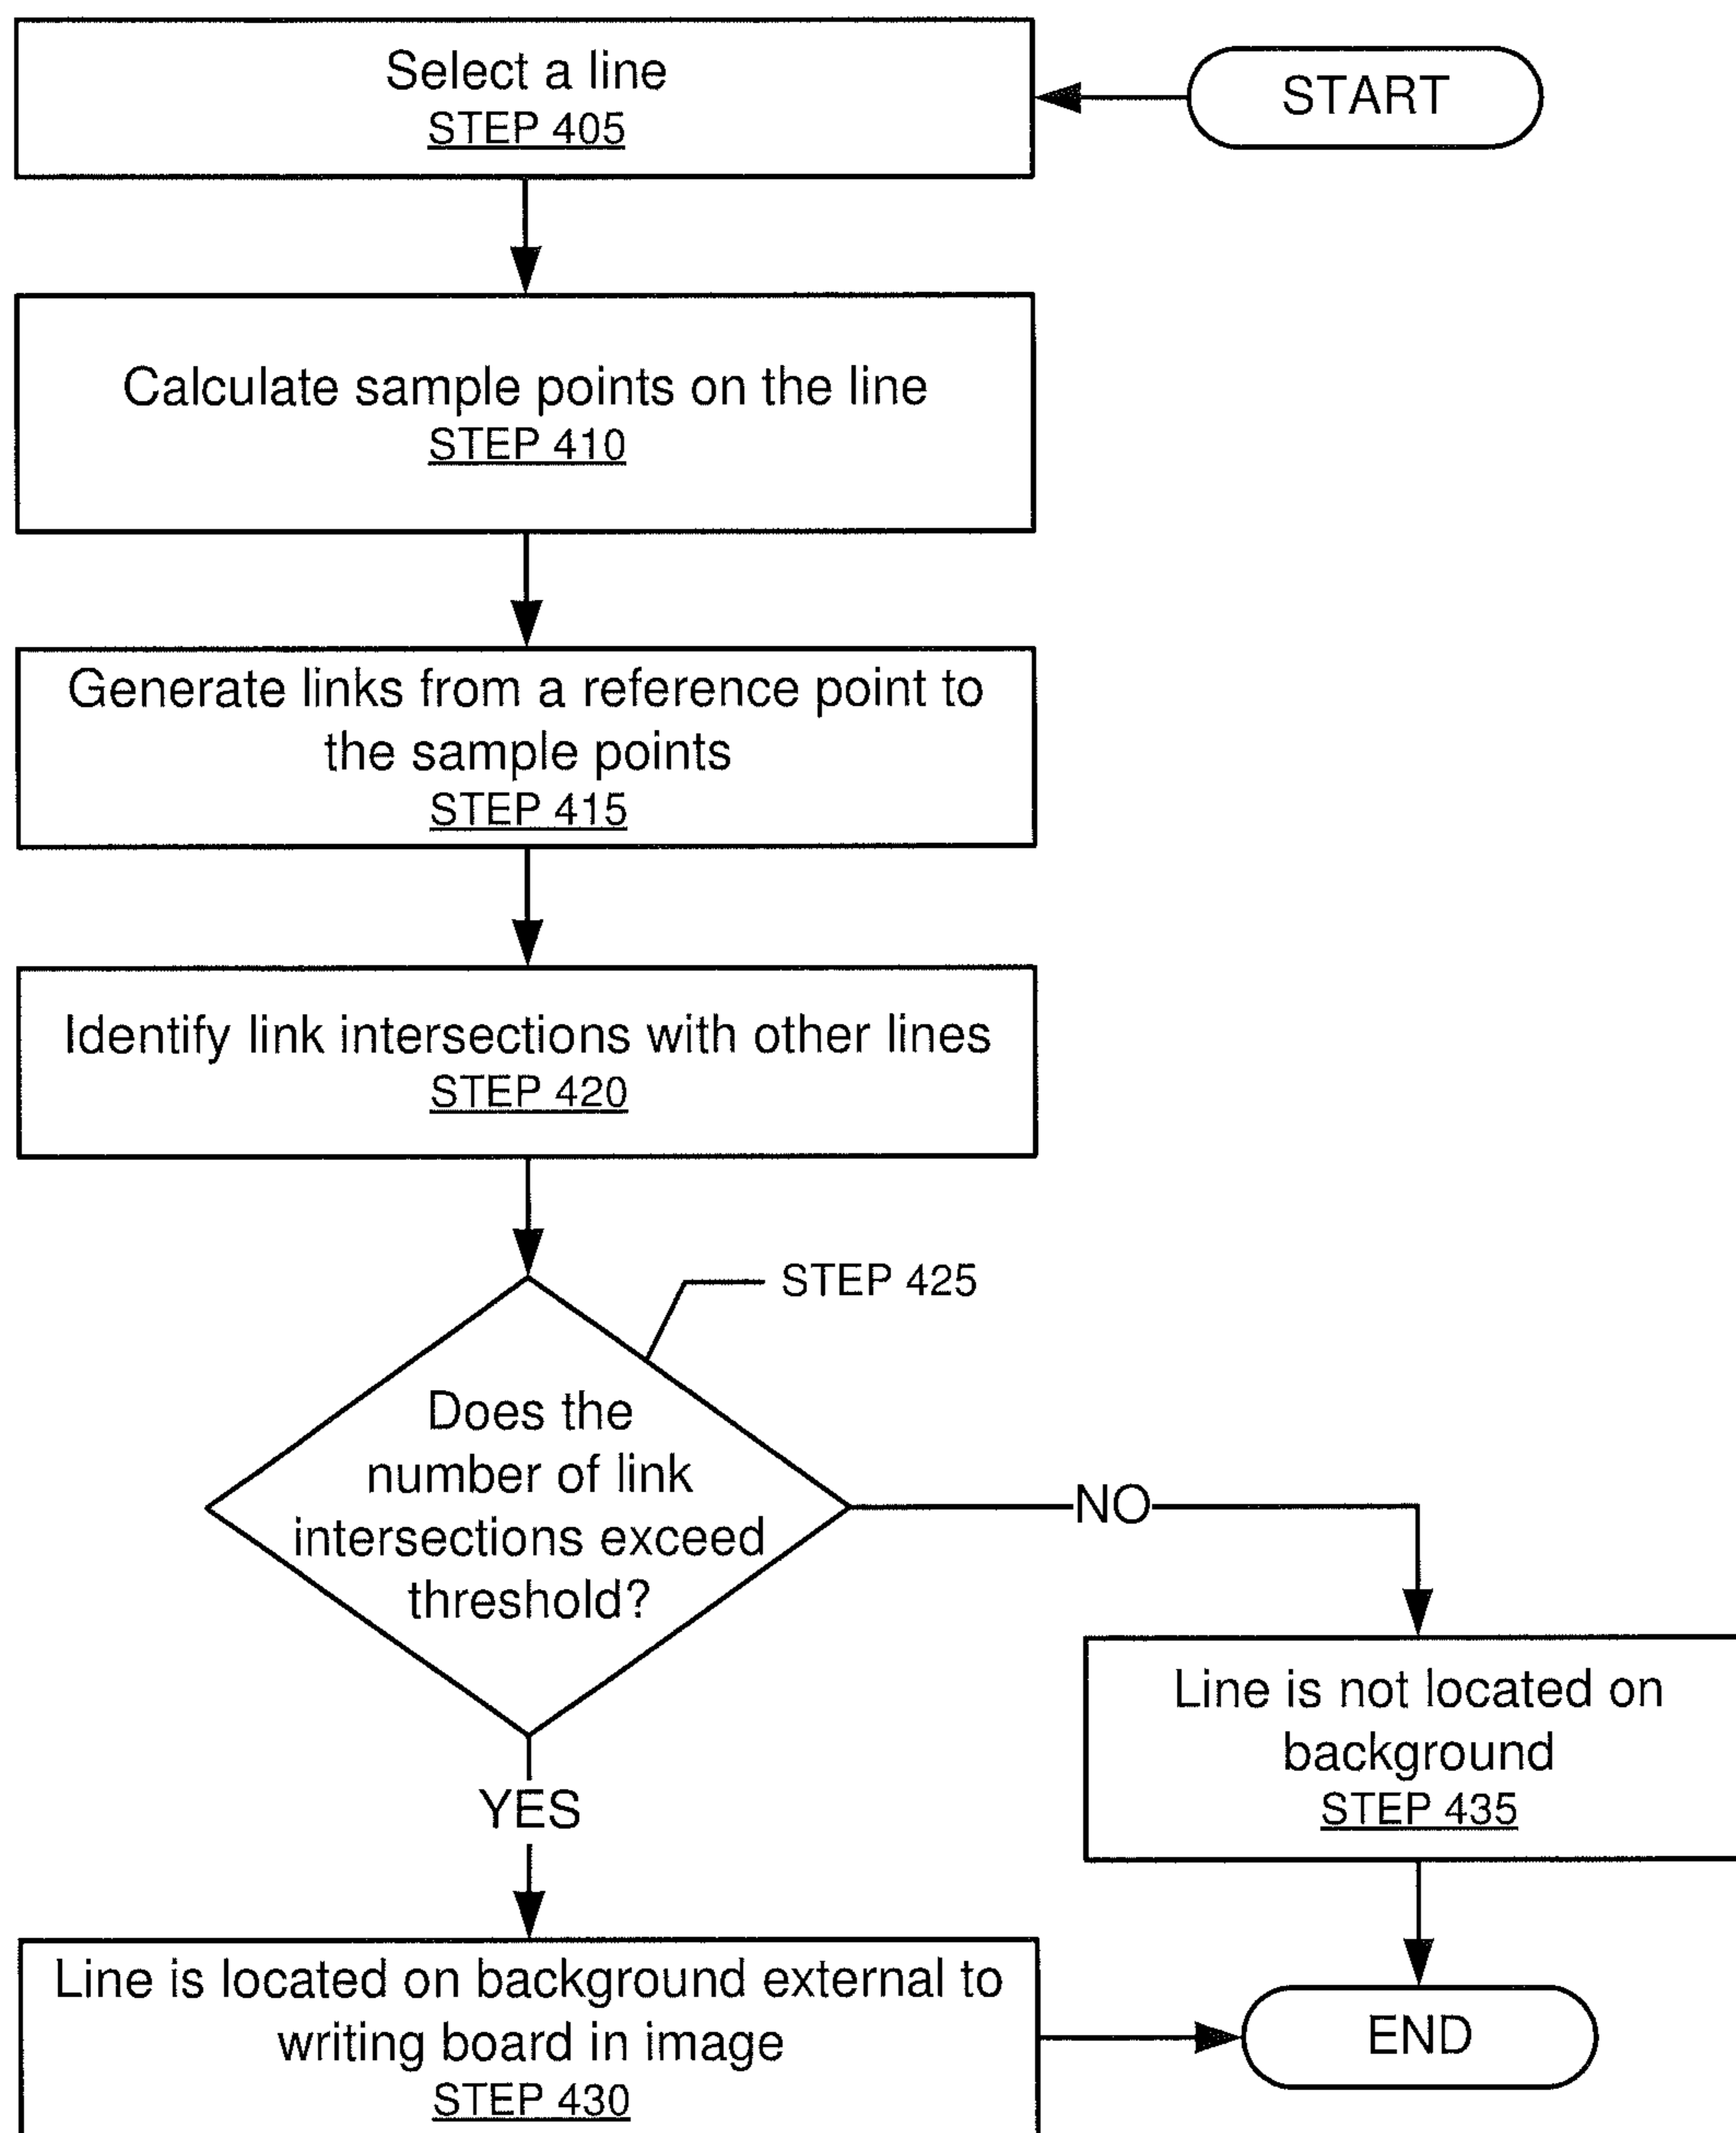 START
Select a line
STEP 405
Calculate sample points on the line
STEP 410
Generate links from a reference point to
the sample points
STEP 415
Identify link intersections with other lines
STEP 420
STEP 425
Does the
number of link
intersections exceed
threshold?
NO
YES
Line is not located on
background
STEP 435
Line is located on background external to
writing board in image
STEP 430
END